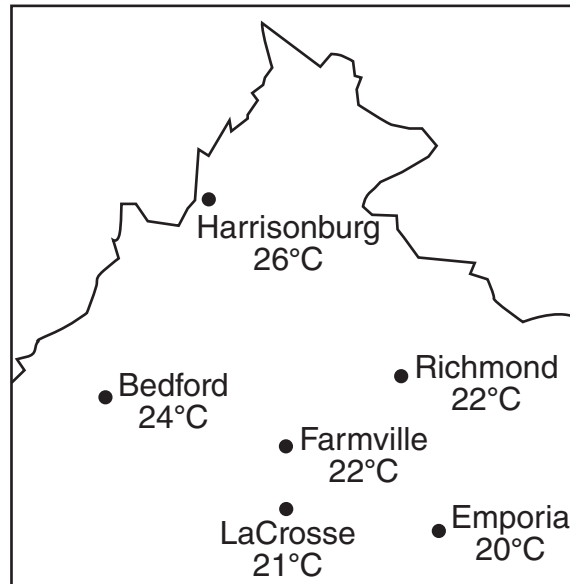 Harrisonburg
26°C
Richmond
22°C
Bedford
24°C
Farmville
22°C
LaCrosse
21°C
Emporia
20°C